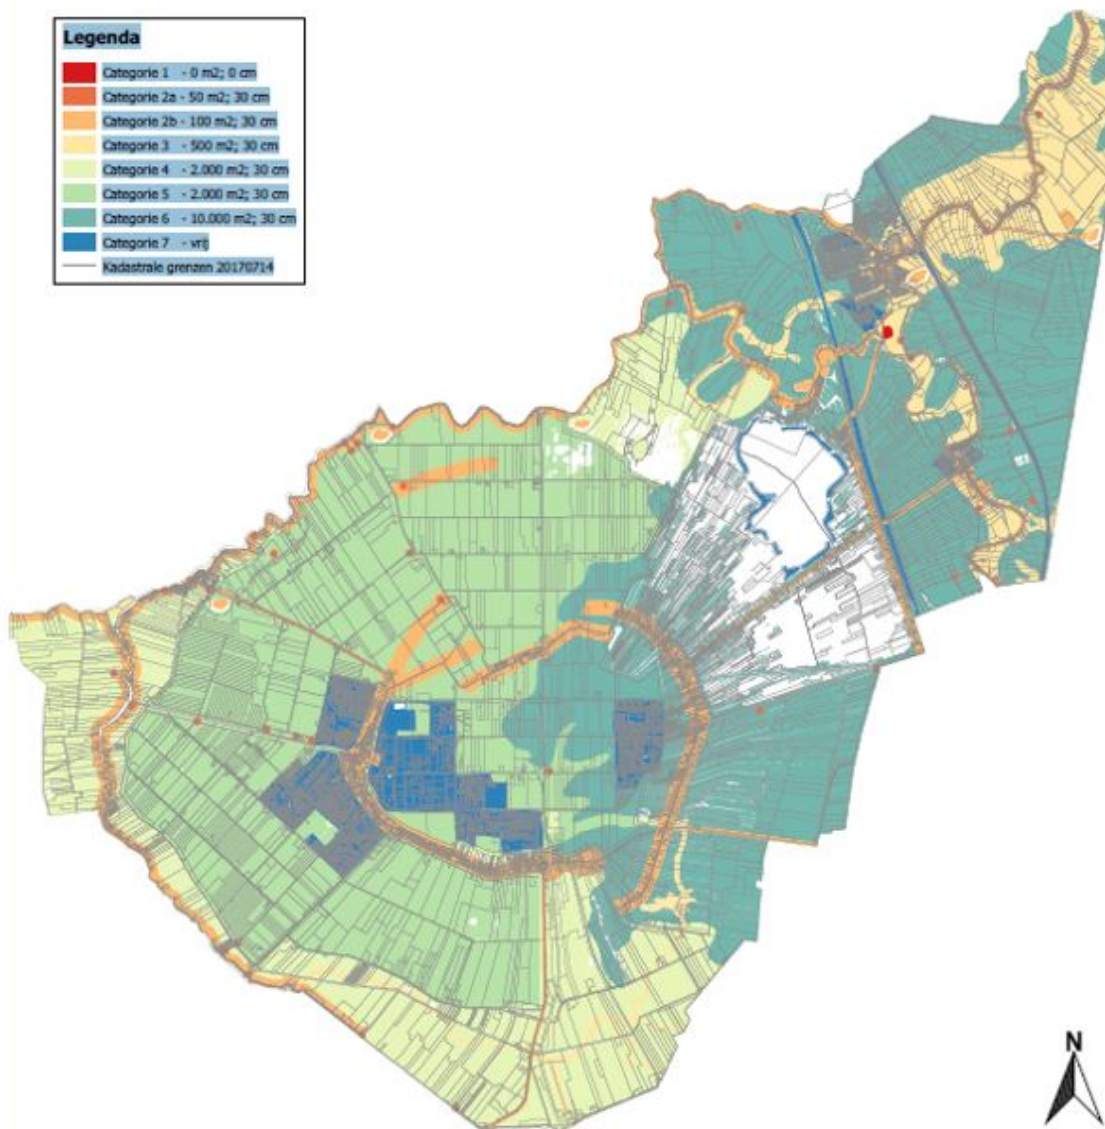 Legenda
Categorie 1 - 0 m2; 0 cm
Categorie 2a - 50 m2; 30 cm
Categorie 2b - 100 m2; 30 cm
Categorie 3 - 500 m2; 30 cm
Categorie 4 - 2.000 m2; 30 cm
Categorie 5 - 2.000 m2; 30 cm
Categorie 6 - 10.000 m2; 30 cm
Categorie 7 - vrij
Kadastrale grenzen 20170714
N